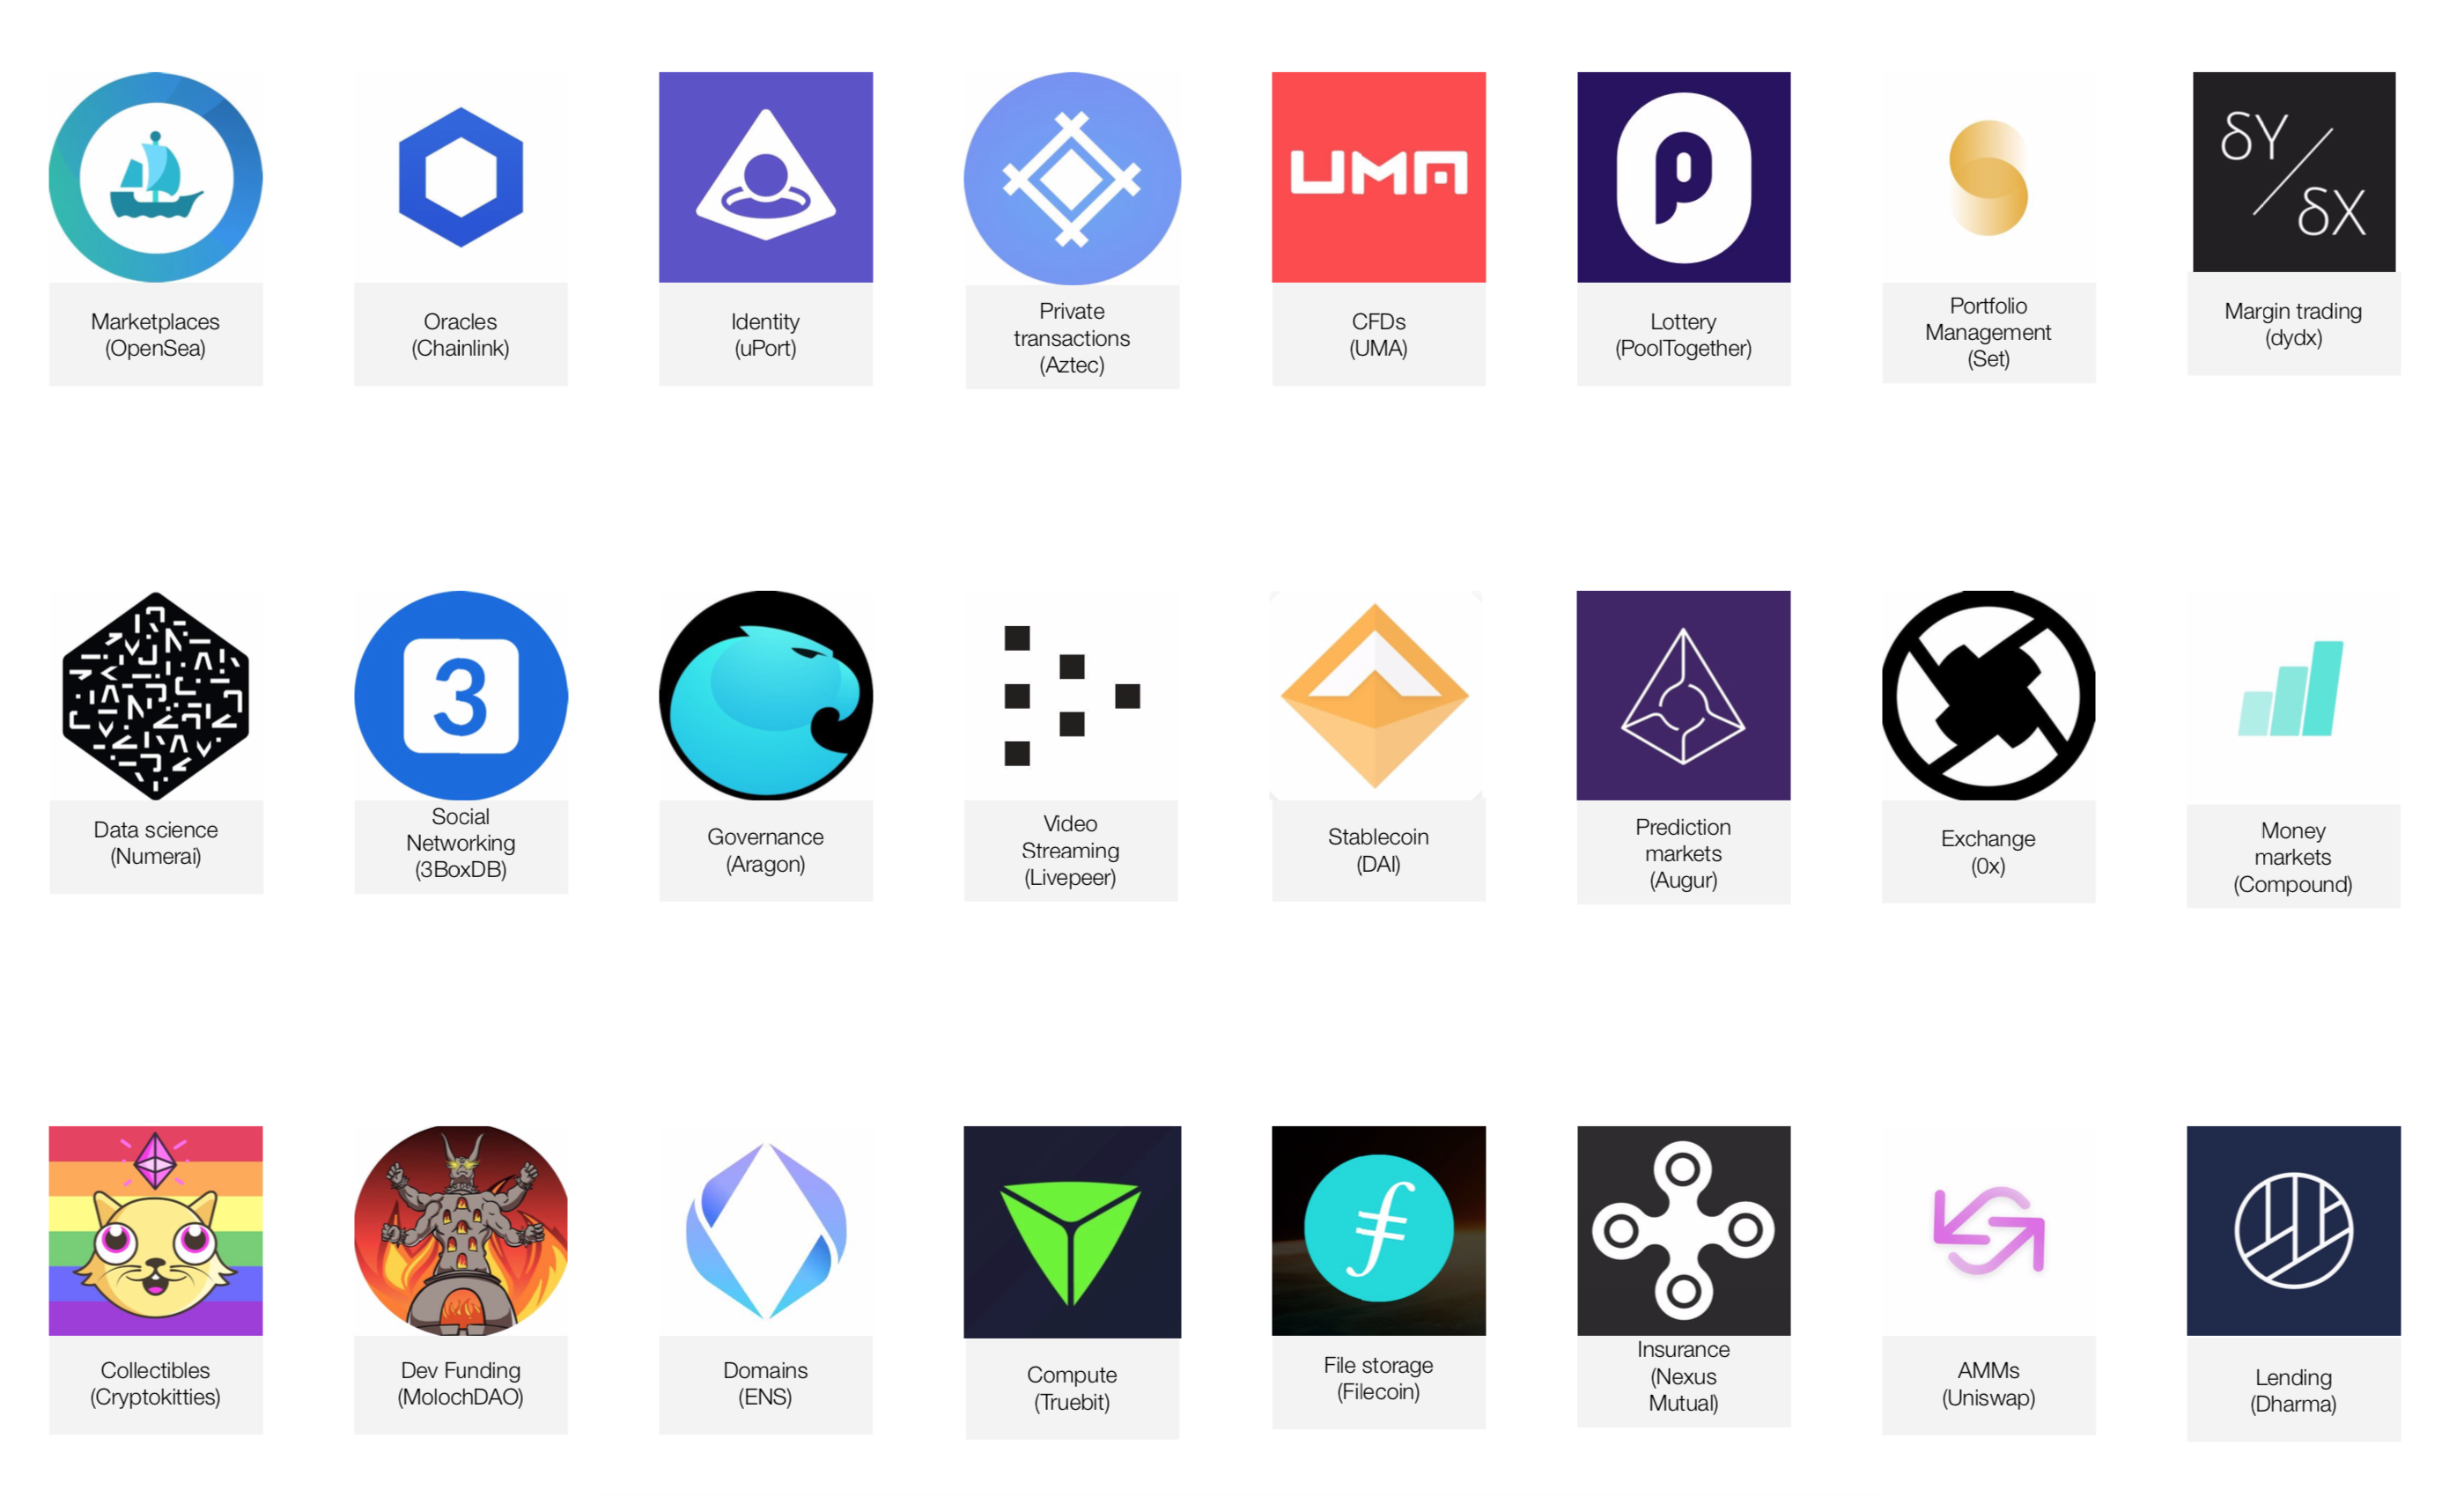 UMA
δY/δX
Marketplaces
(OpenSea)
Oracles
(Chainlink)
Identity
(uPort)
Private
transactions
(Aztec)
CFDs
(UMA)
Lottery
(PoolTogether)
Portfolio
Management
(Set)
Margin trading
(dydx)
3
Data science
(Numerai)
Social
Networking
(3BoxDB)
Governance
(Aragon)
Video
Streaming
(Livepeer)
Stablecoin
(DAI)
Prediction
markets
(Augur)
Exchange
(0x)
Money
markets
(Compound)
Collectibles
(Cryptokitties)
Dev Funding
(MolochDAO)
Domains
(ENS)
Compute
(Truebit)
File storage
(Filecoin)
Insurance
(Nexus
Mutual)
AMMs
(Uniswap)
Lending
(Dharma)